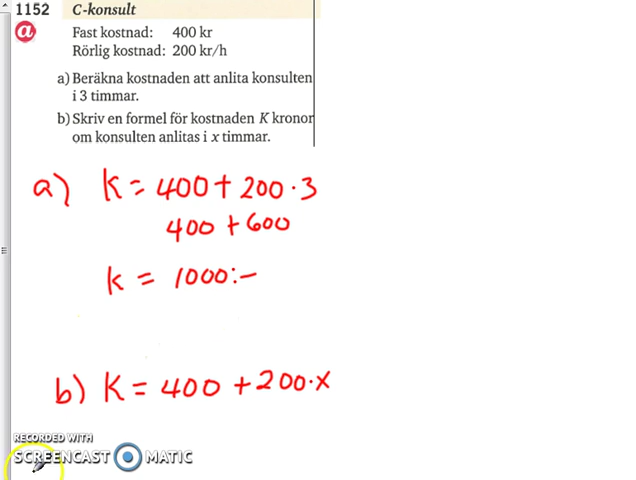 1152 C-konsult
a Fast kostnad: 400 kr
Rörlig kostnad: 200 kr/h
a) Beräkna kostnaden att anlita konsulten
i 3 timmar.
b) Skriv en formel för kostnaden K kronor
om konsulten anlitas i x timmar.
a) K = 400 + 200 · 3
400 + 600
k = 1000:-
b) K = 400 + 200 · x
RECORDED WITH
SCREENCAST MATIC